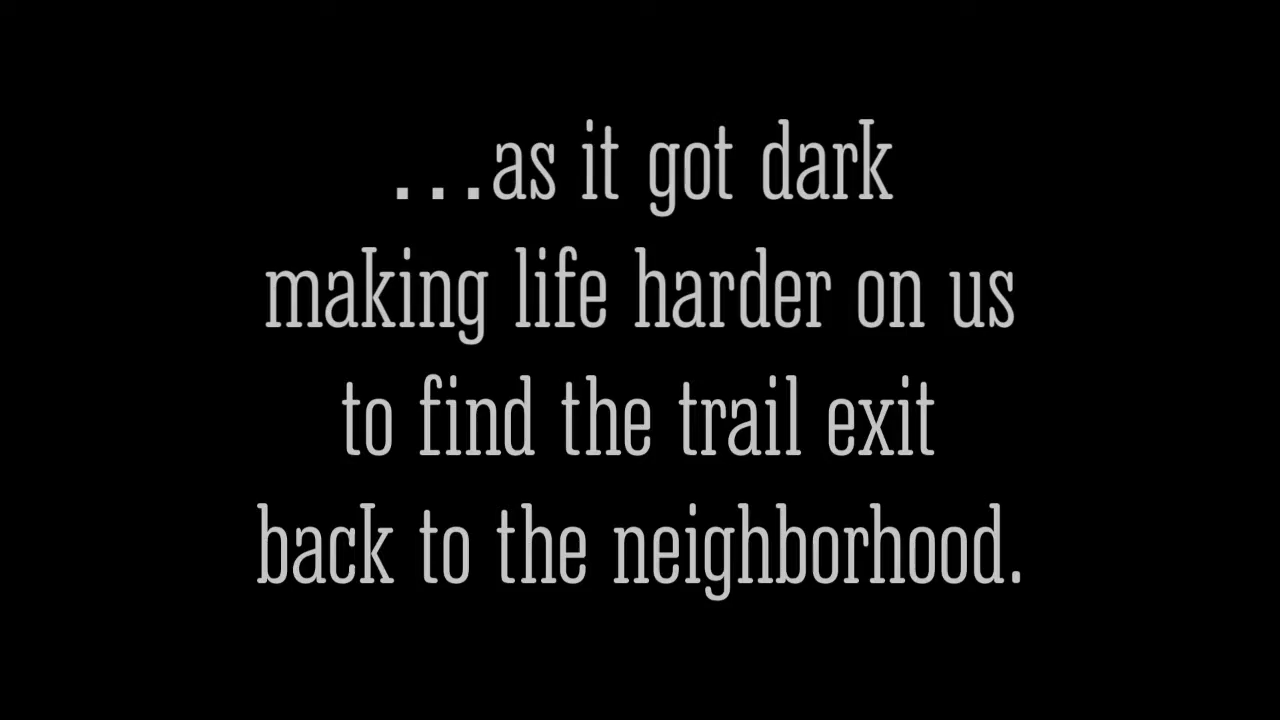 ...as it got dark
making life harder on us
to find the trail exit
back to the neighborhood.